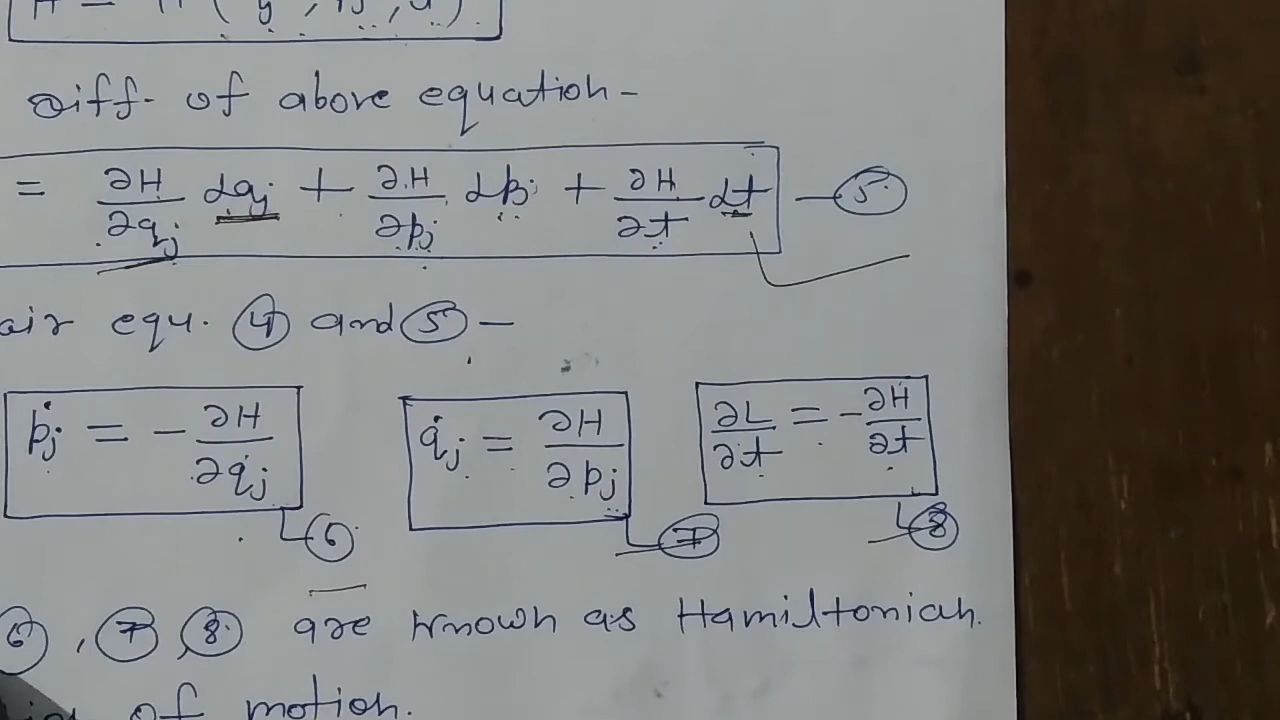 Diff. of above equation -
= ∂H/∂qj dqj + ∂H/∂pj dpj + ∂H/∂t dt — ⑤
equ. ④ and ⑤ —
ṗj = - ∂H/∂qj q̇j = ∂H/∂pj ∂L/∂t = - ∂H/∂t
⑥ ⑦ ⑧
⑥, ⑦, ⑧ are known as Hamiltonian.
of motion.